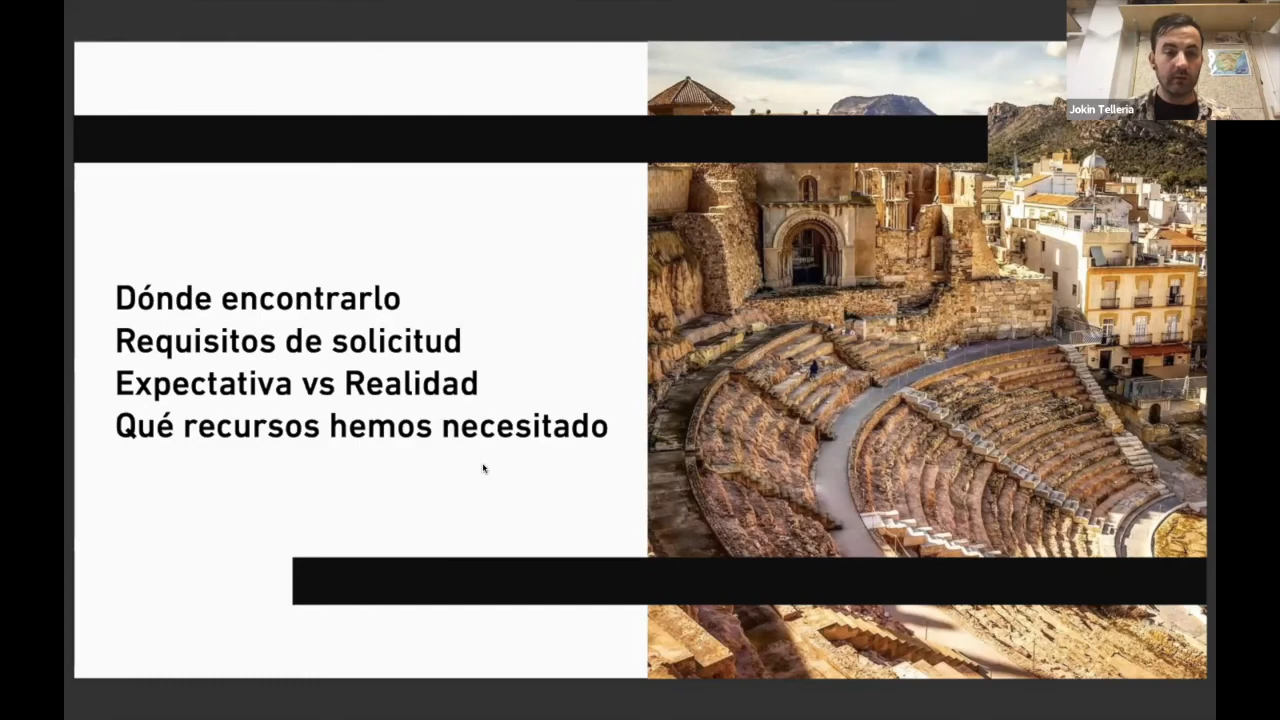 Jokin Telleria
Dónde encontrarlo
Requisitos de solicitud
Expectativa vs Realidad
Qué recursos hemos necesitado